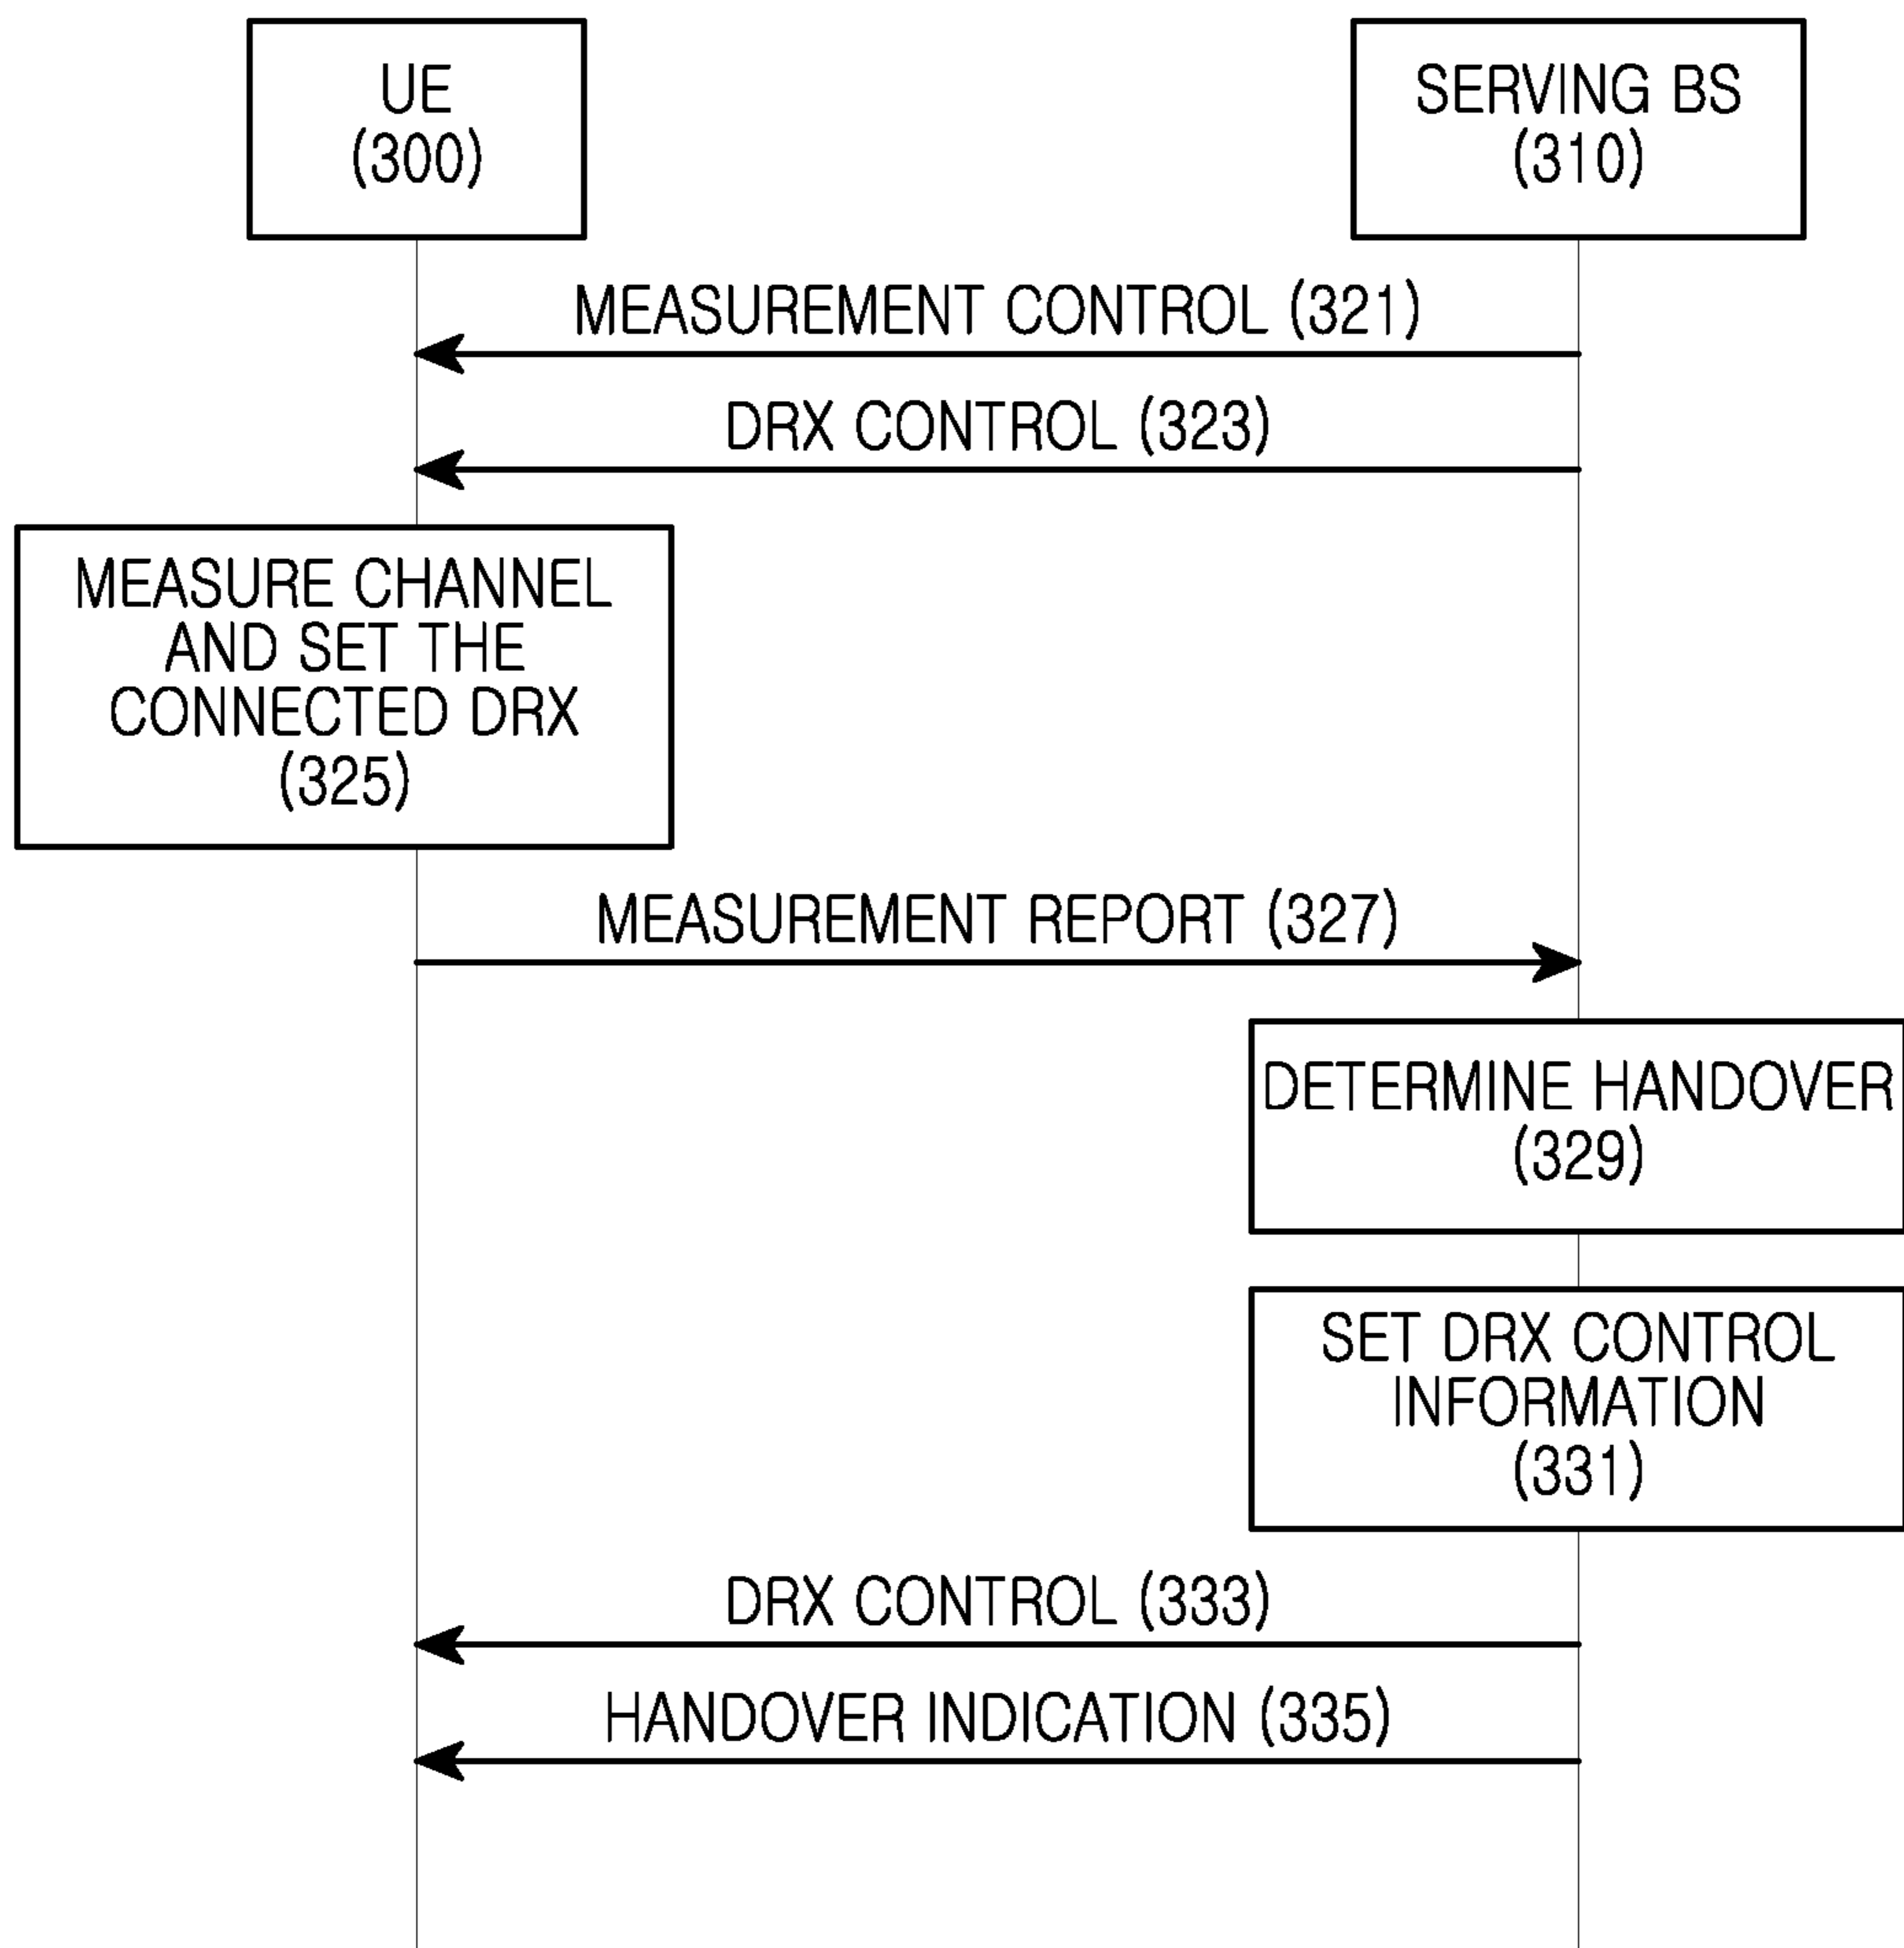 UE
(300)
SERVING BS
(310)
MEASUREMENT CONTROL (321)
DRX CONTROL (323)
MEASURE CHANNEL
AND SET THE
CONNECTED DRX
(325)
MEASUREMENT REPORT (327)
DETERMINE HANDOVER
(329)
SET DRX CONTROL
INFORMATION
(331)
DRX CONTROL (333)
HANDOVER INDICATION (335)